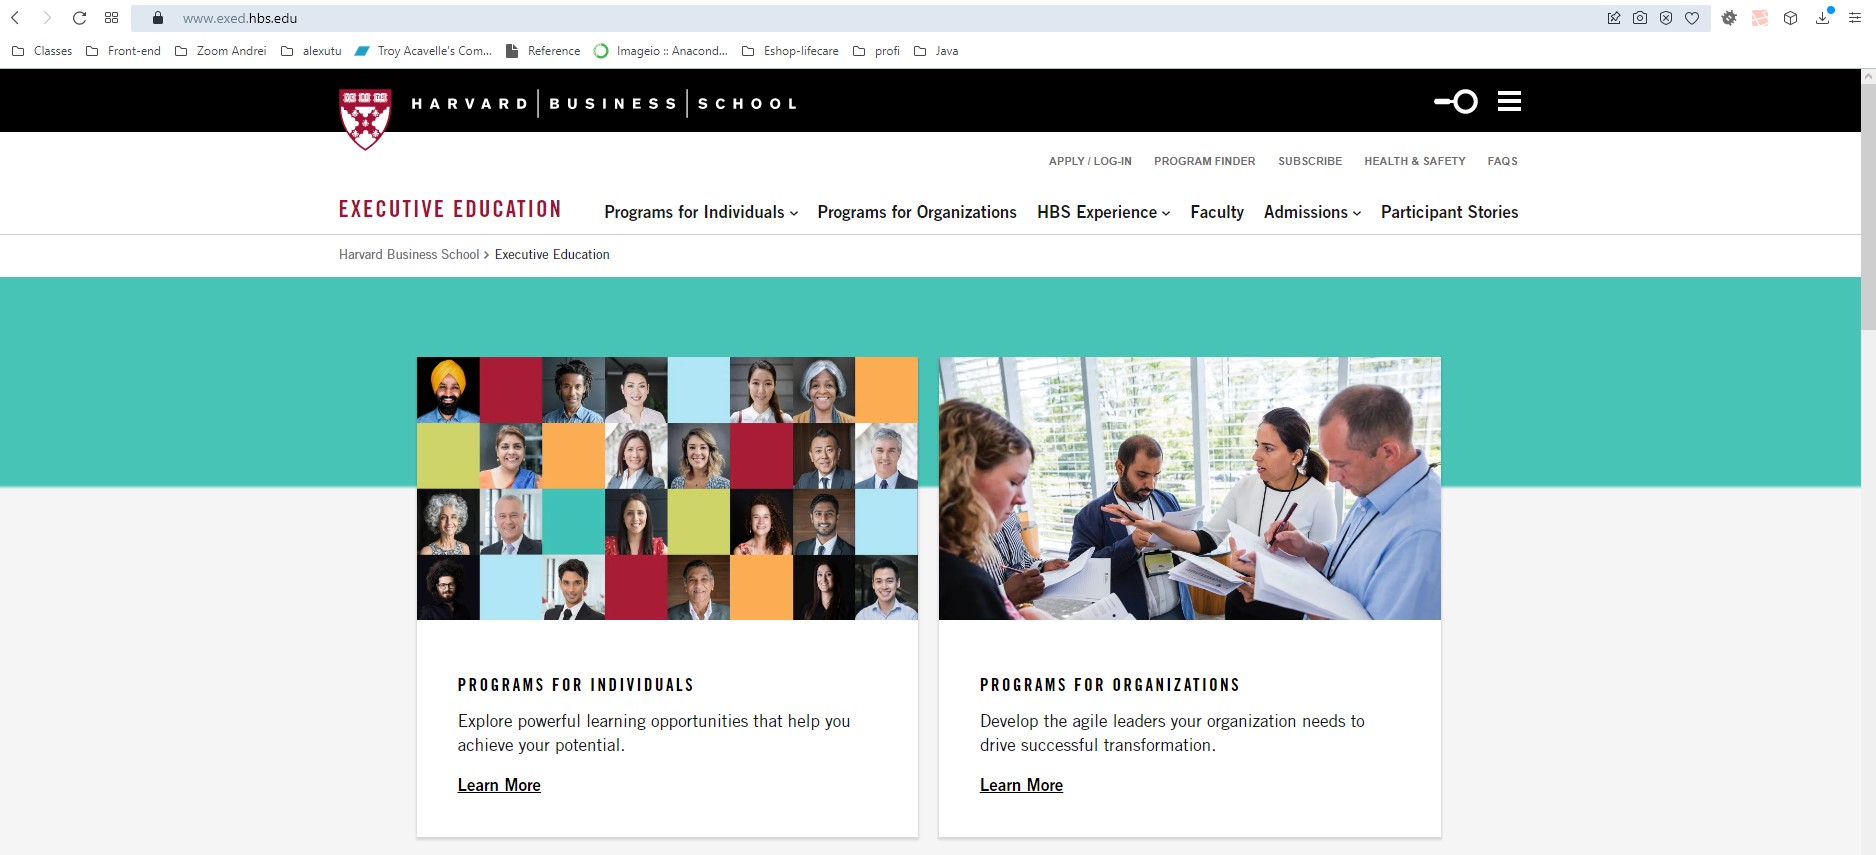 www.exed.hbs.edu
Classes Front-end Zoom Andrei alexutu Troy Acavelle's Com... Reference Imageio :: Anacond... Eshop-lifecare profi Java
HARVARD BUSINESS SCHOOL
APPLY / LOG-IN PROGRAM FINDER SUBSCRIBE HEALTH & SAFETY FAQS
EXECUTIVE EDUCATION Programs for Individuals Programs for Organizations HBS Experience Faculty Admissions Participant Stories
Harvard Business School > Executive Education
PROGRAMS FOR INDIVIDUALS
Explore powerful learning opportunities that help you
achieve your potential.
Learn More
PROGRAMS FOR ORGANIZATIONS
Develop the agile leaders your organization needs to
drive successful transformation.
Learn More